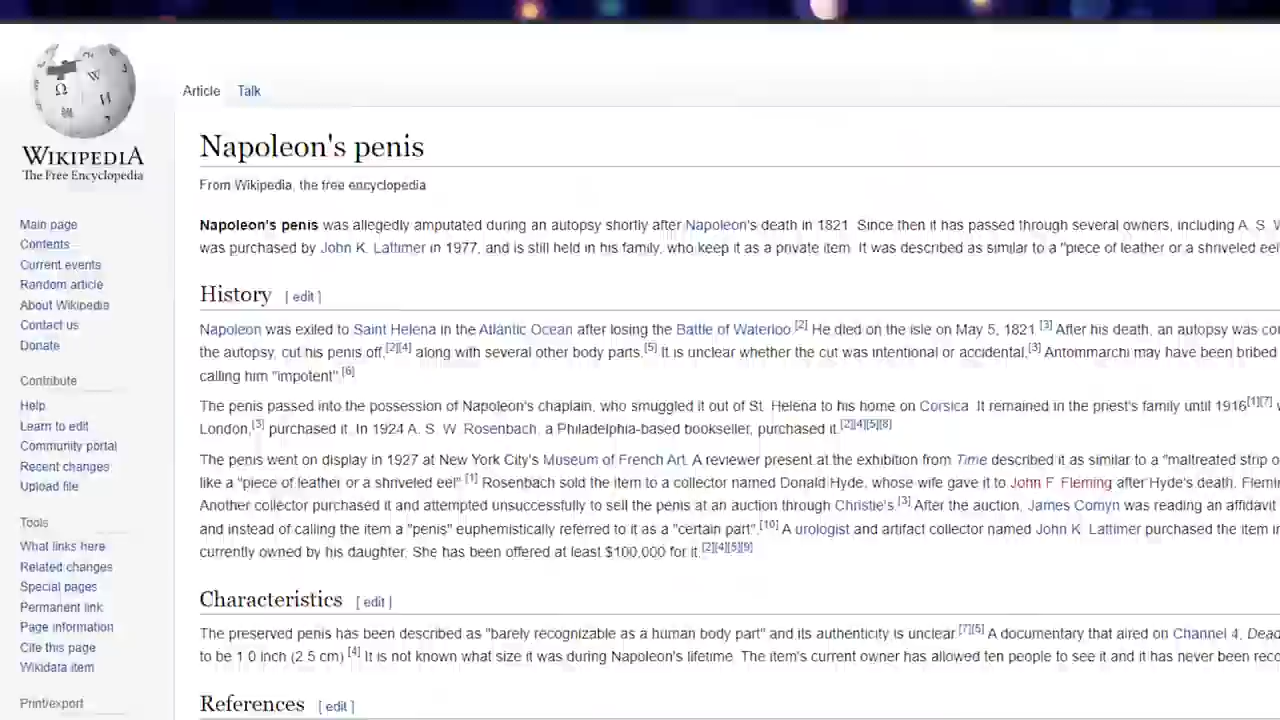 Article Talk
Napoleon's penis
WIKIPEDIA
The Free Encyclopedia
From Wikipedia, the free encyclopedia
Main page
Contents
Current events
Random article
About Wikipedia
Contact us
Donate
Contribute
Help
Learn to edit
Community portal
Recent changes
Upload file
Tools
What links here
Related changes
Special pages
Permanent link
Page information
Cite this page
Wikidata item
Print/export
Napoleon's penis was allegedly amputated during an autopsy shortly after Napoleon's death in 1821. Since then it has passed through several owners, including A. S. W
was purchased by John K. Lattimer in 1977, and is still held in his family, who keep it as a private item. It was described as similar to a "piece of leather or a shriveled eel
History [ edit ]
Napoleon was exiled to Saint Helena in the Atlantic Ocean after losing the Battle of Waterloo.[2] He died on the isle on May 5, 1821.[3] After his death, an autopsy was co
the autopsy, cut his penis off,[2][4] along with several other body parts.[5] It is unclear whether the cut was intentional or accidental,[3] Antommarchi may have been bribed
calling him "impotent".[6]
The penis passed into the possession of Napoleon's chaplain, who smuggled it out of St. Helena to his home on Corsica. It remained in the priest's family until 1916[1][7] w
London,[3] purchased it. In 1924 A. S. W. Rosenbach, a Philadelphia-based bookseller, purchased it.[2][4][5][8]
The penis went on display in 1927 at New York City's Museum of French Art. A reviewer present at the exhibition from Time described it as similar to a "maltreated strip o
like a "piece of leather or a shriveled eel".[1] Rosenbach sold the item to a collector named Donald Hyde, whose wife gave it to John F. Fleming after Hyde's death. Flemin
Another collector purchased it and attempted unsuccessfully to sell the penis at an auction through Christie's.[3] After the auction, James Comyn was reading an affidavit
and instead of calling the item a "penis" euphemistically referred to it as a "certain part".[10] A urologist and artifact collector named John K. Lattimer purchased the item i
currently owned by his daughter. She has been offered at least $100,000 for it.[2][4][5][9]
Characteristics [ edit ]
The preserved penis has been described as "barely recognizable as a human body part" and its authenticity is unclear.[7][5] A documentary that aired on Channel 4, Dead
to be 1.0 inch (2.5 cm).[4] It is not known what size it was during Napoleon's lifetime. The item's current owner has allowed ten people to see it and it has never been reco
References [ edit ]